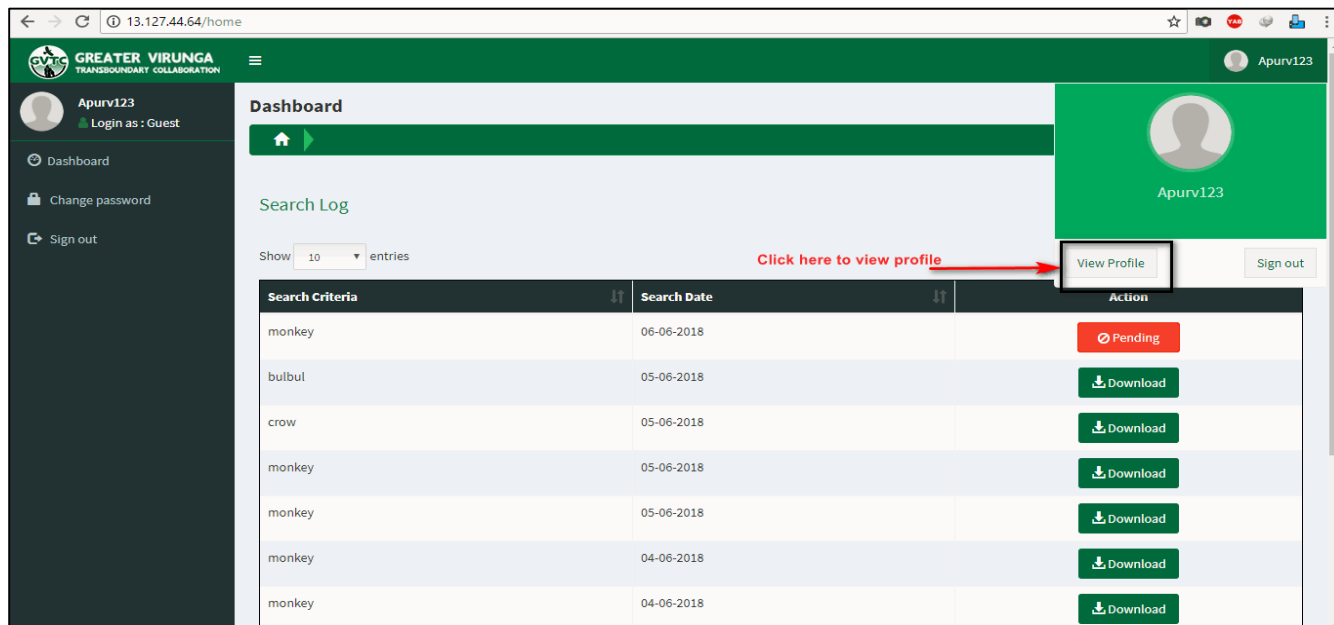 13.127.44.64/home
GVTC GREATER VIRUNGA
TRANSBOUNDARY COLLABORATION
Apurv123
Apurv123
Login as : Guest
Dashboard
Change password
Sign out
Dashboard
Apurv123
View Profile
Sign out
Search Log
Show 10 entries
Click here to view profile
Search Criteria Search Date Action
monkey 06-06-2018 Pending
bulbul 05-06-2018 Download
crow 05-06-2018 Download
monkey 05-06-2018 Download
monkey 05-06-2018 Download
monkey 04-06-2018 Download
monkey 04-06-2018 Download